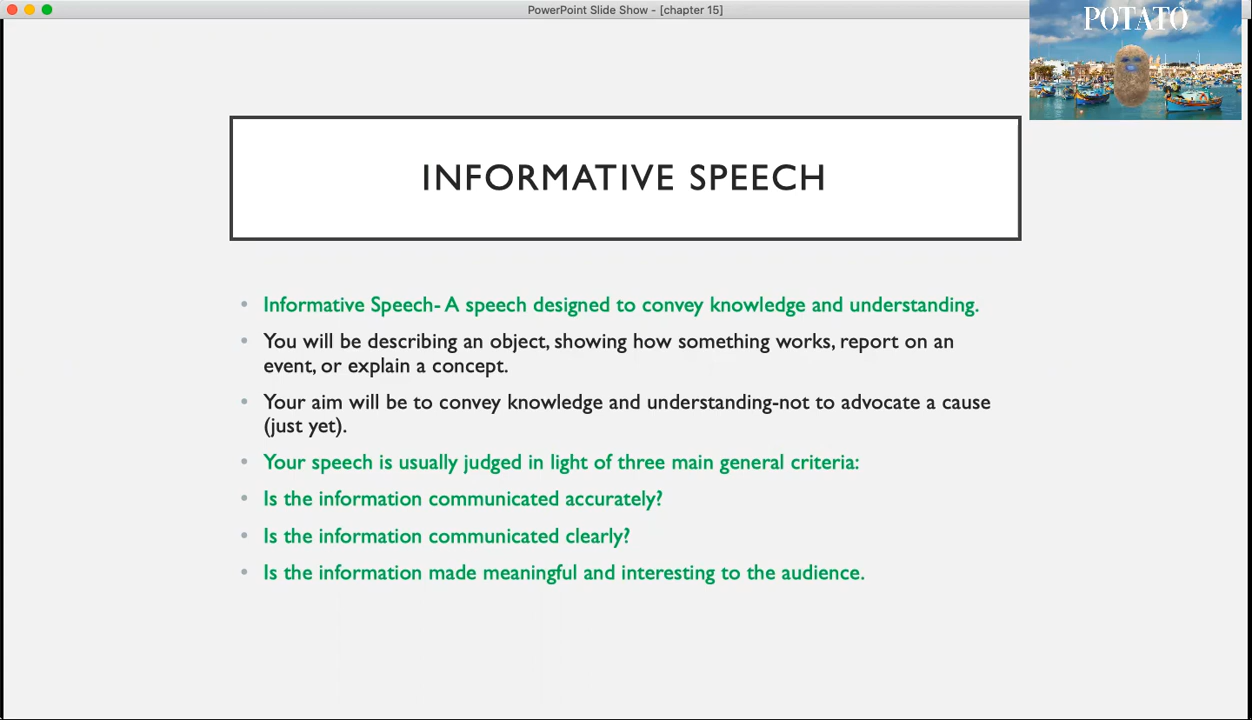 PowerPoint Slide Show - [chapter 15]
POTATO
INFORMATIVE SPEECH
• Informative Speech- A speech designed to convey knowledge and understanding.
• You will be describing an object, showing how something works, report on an
event, or explain a concept.
• Your aim will be to convey knowledge and understanding-not to advocate a cause
(just yet).
• Your speech is usually judged in light of three main general criteria:
• Is the information communicated accurately?
• Is the information communicated clearly?
• Is the information made meaningful and interesting to the audience.